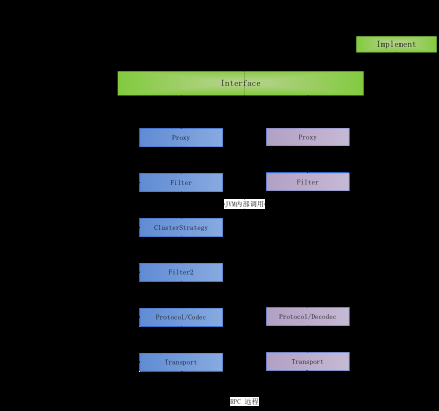 Implement
Interface
Proxy
Proxy
Filter
Filter
JVM内部调用
ClusterStrategy
Filter2
Protocol/Codec
Protocol/Decodec
Transport
Transport
RPC 远程